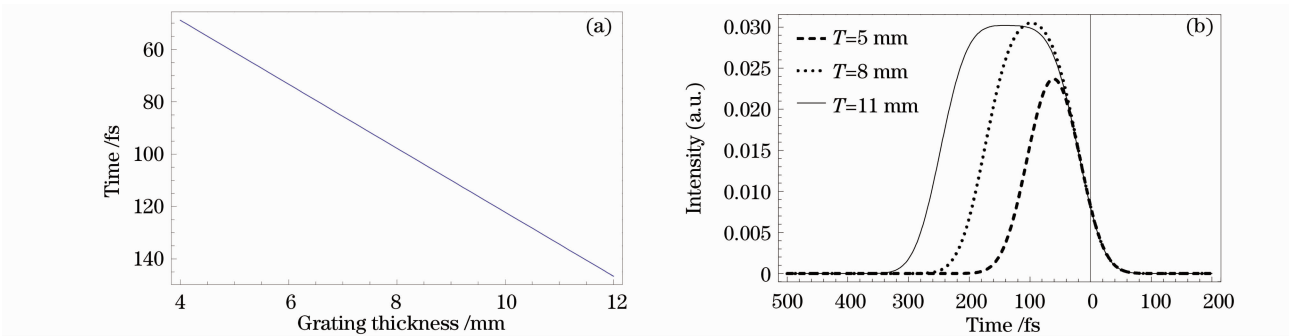 (a)
60
80
100
120
140
Time /fs
4 6 8 10 12
Grating thickness /mm
(b)
T=5 mm
T=8 mm
T=11 mm
0.030
0.025
0.020
0.015
0.010
0.005
0
Intensity (a.u.)
500 400 300 200 100 0 100 200
Time /fs